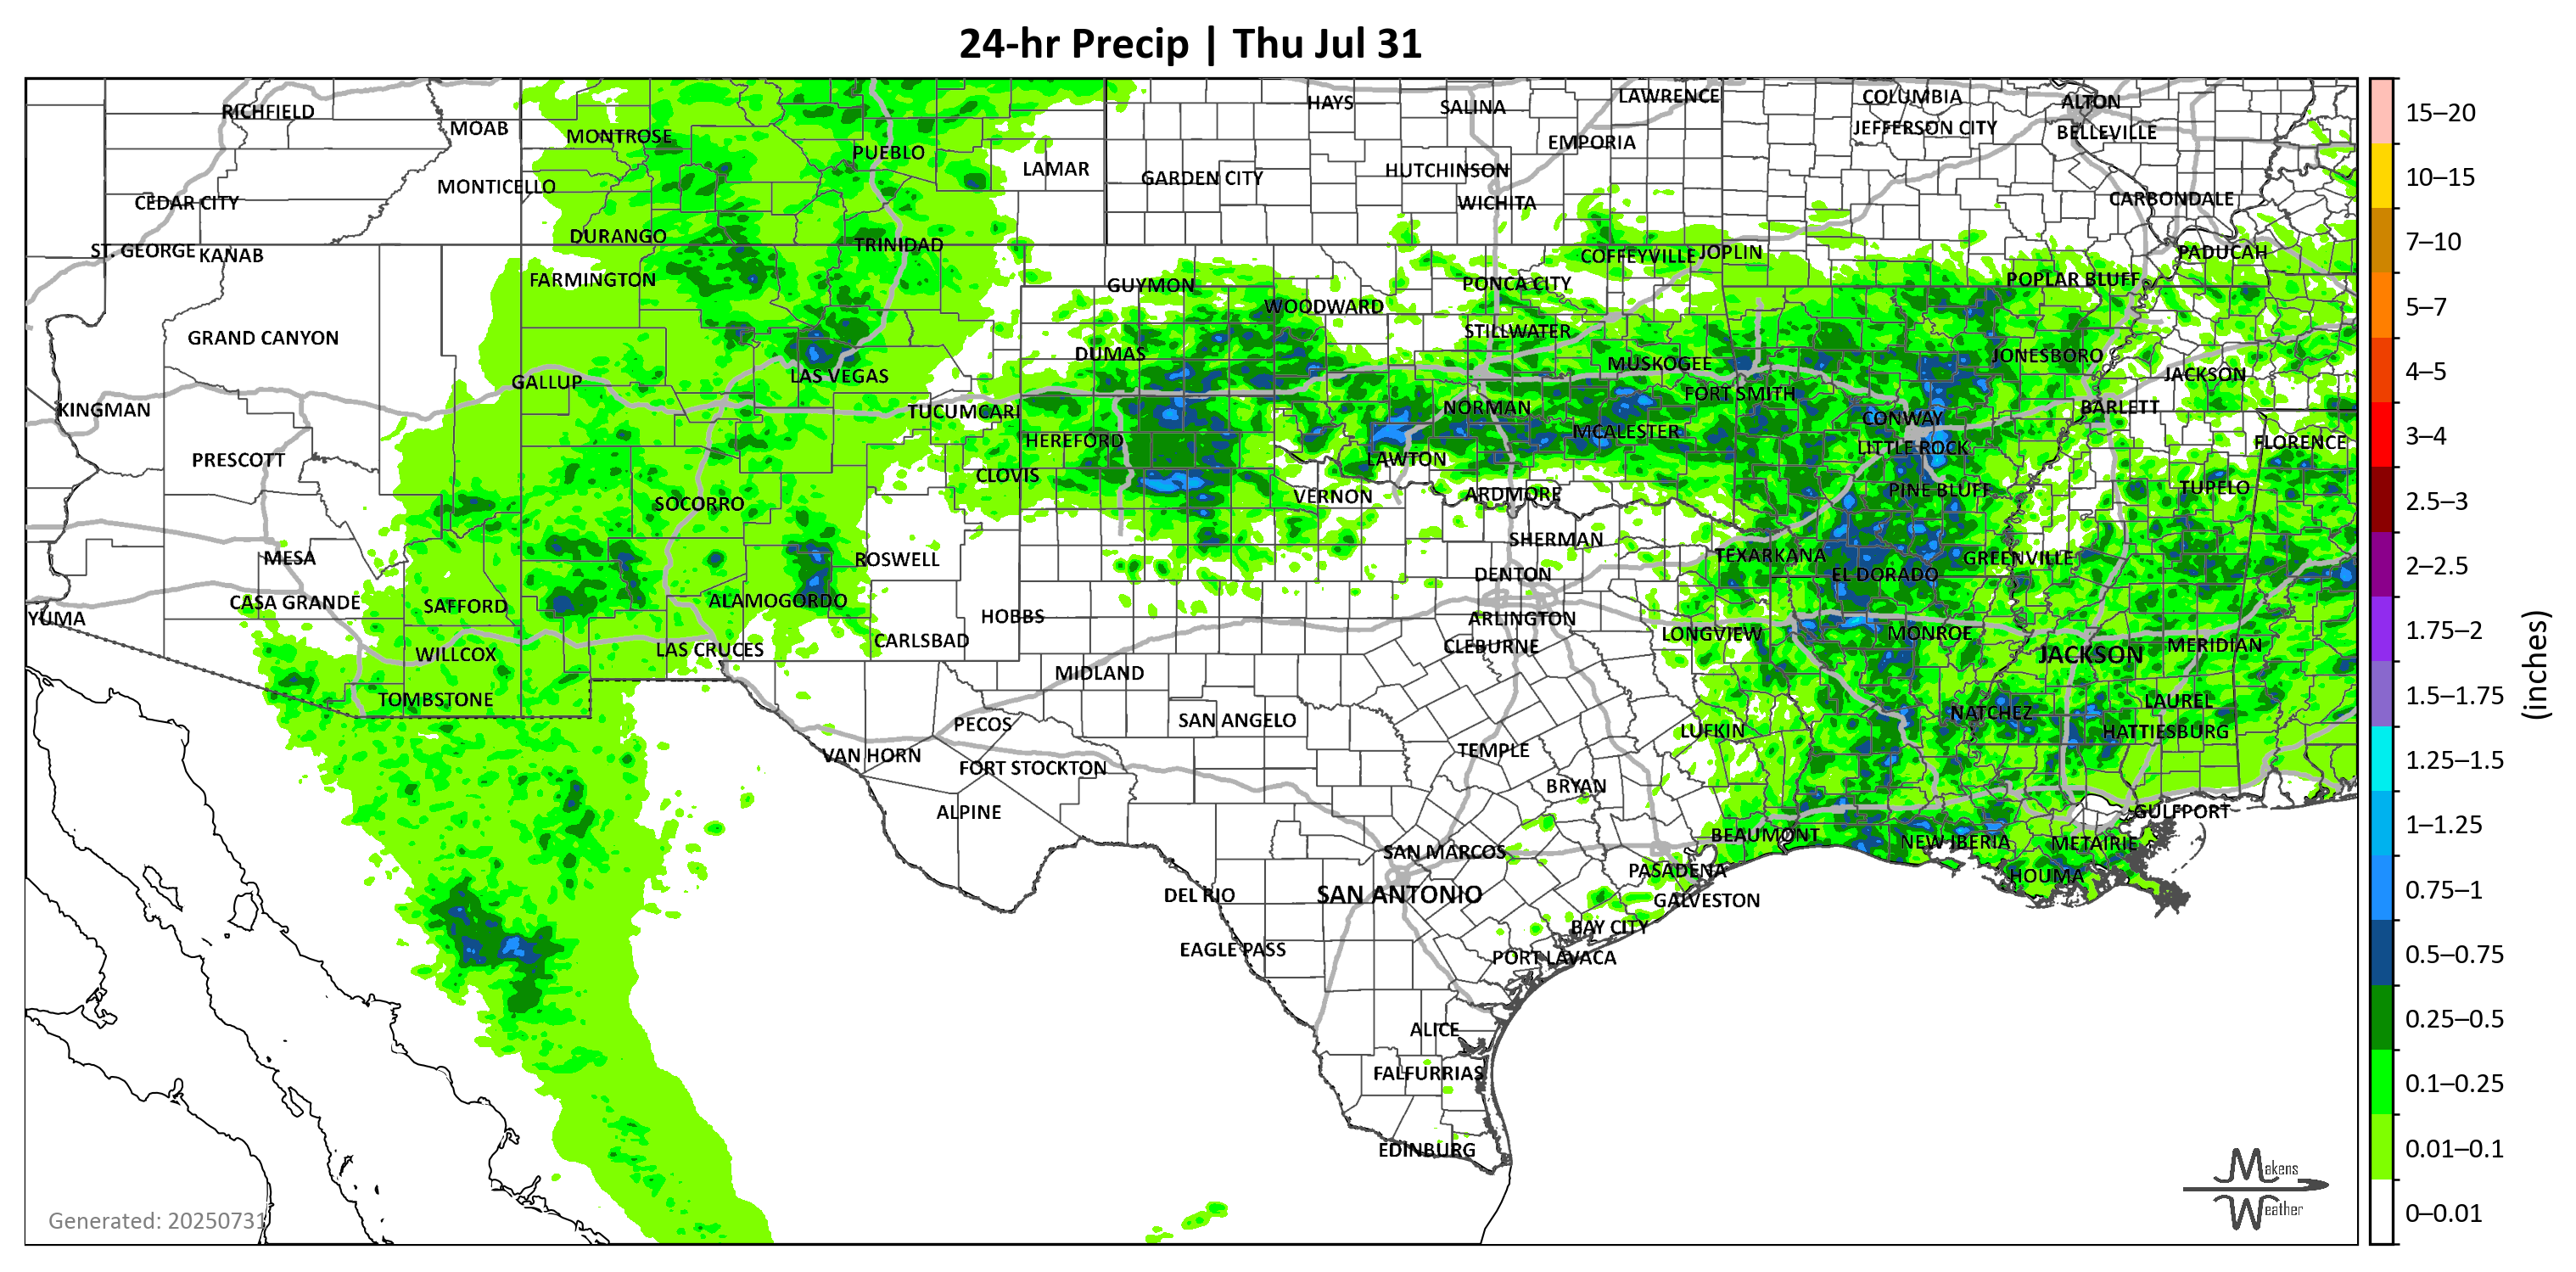 24-hr Precip | Thu Jul 31
RICHFIELD
MOAB
MONTROSE
PUEBLO
LAMAR
HAYS
SALINA
LAWRENCE
EMPORIA
COLUMBIA
JEFFERSON CITY
ALTON
BELLEVILLE
MONTICELLO
CEDAR CITY
GARDEN CITY
HUTCHINSON
WICHITA
CARBONDALE
ST. GEORGE
KANAB
DURANGO
TRINIDAD
FARMINGTON
GUYMON
WOODWARD
PONCA CITY
COFFEYVILLE
JOPLIN
POPLAR BLUFF
PADUCAH
GRAND CANYON
DUMAS
STILLWATER
MUSKOGEE
JONESBORO
JACKSON
KINGMAN
GALLUP
LAS VEGAS
TUCUMCARI
NORMAN
FORT SMITH
CONWAY
BARLETT
PRESCOTT
HEREFORD
CLOVIS
LAWTON
MCALESTER
LITTLE ROCK
FLORENCE
SOCORRO
VERNON
ARDMORE
PINE BLUFF
TUPELO
MESA
ROSWELL
SHERMAN
DENTON
TEXARKANA
EL DORADO
GREENVILLE
YUMA
CASA GRANDE
SAFFORD
ALAMOGORDO
HOBBS
ARLINGTON
CLEBURNE
LONGVIEW
MONROE
JACKSON
MERIDIAN
WILLCOX
LAS CRUCES
CARLSBAD
MIDLAND
TOMBSTONE
PECOS
SAN ANGELO
TEMPLE
LUFKIN
NATCHEZ
LAUREL
HATTIESBURG
VAN HORN
FORT STOCKTON
BRYAN
ALPINE
GULFPORT
SAN MARCOS
BEAUMONT
NEW IBERIA
METAIRIE
DEL RIO
SAN ANTONIO
PASADENA
GALVESTON
HOUMA
EAGLE PASS
BAY CITY
PORT LAVACA
ALICE
FALFURRIAS
EDINBURG
Generated: 20250731
Makens
Weather
15–20
10–15
7–10
5–7
4–5
3–4
2.5–3
2–2.5
1.75–2
1.5–1.75
1.25–1.5
1–1.25
0.75–1
0.5–0.75
0.25–0.5
0.1–0.25
0.01–0.1
0–0.01
(inches)